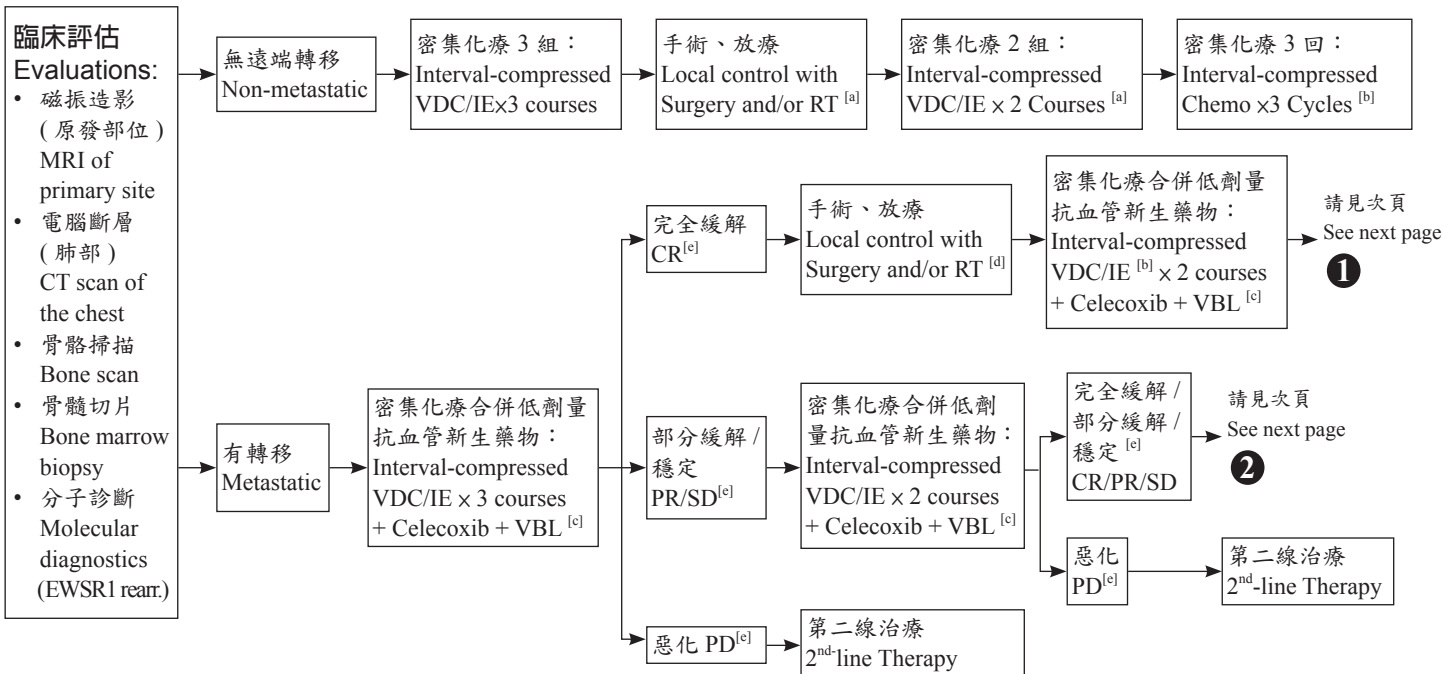 臨床評估
Evaluations:
• 磁振造影
( 原發部位 )
MRI of
primary site
• 電腦斷層
( 肺部 )
CT scan of
the chest
• 骨骼掃描
Bone scan
• 骨髓切片
Bone marrow
biopsy
• 分子診斷
Molecular
diagnostics
(EWSR1 rearr.)
無遠端轉移
Non-metastatic
密集化療 3 組：
Interval-compressed
VDC/IE×3 courses
手術、放療
Local control with
Surgery and/or RT [a]
密集化療 2 組：
Interval-compressed
VDC/IE × 2 Courses [a]
密集化療 3 回：
Interval-compressed
Chemo ×3 Cycles [b]
有轉移
Metastatic
密集化療合併低劑量
抗血管新生藥物：
Interval-compressed
VDC/IE × 3 courses
+ Celecoxib + VBL [c]
完全緩解
CR[e]
手術、放療
Local control with
Surgery and/or RT [d]
密集化療合併低劑量
抗血管新生藥物：
Interval-compressed
VDC/IE [b] × 2 courses
+ Celecoxib + VBL [c]
請見次頁
See next page
❶
部分緩解 /
穩定
PR/SD[e]
密集化療合併低劑
量抗血管新生藥物：
Interval-compressed
VDC/IE × 2 courses
+ Celecoxib + VBL [c]
完全緩解 /
部分緩解 /
穩定 [e]
CR/PR/SD
請見次頁
See next page
❷
惡化
PD[e]
第二線治療
2nd-line Therapy
惡化 PD[e]
第二線治療
2nd-line Therapy